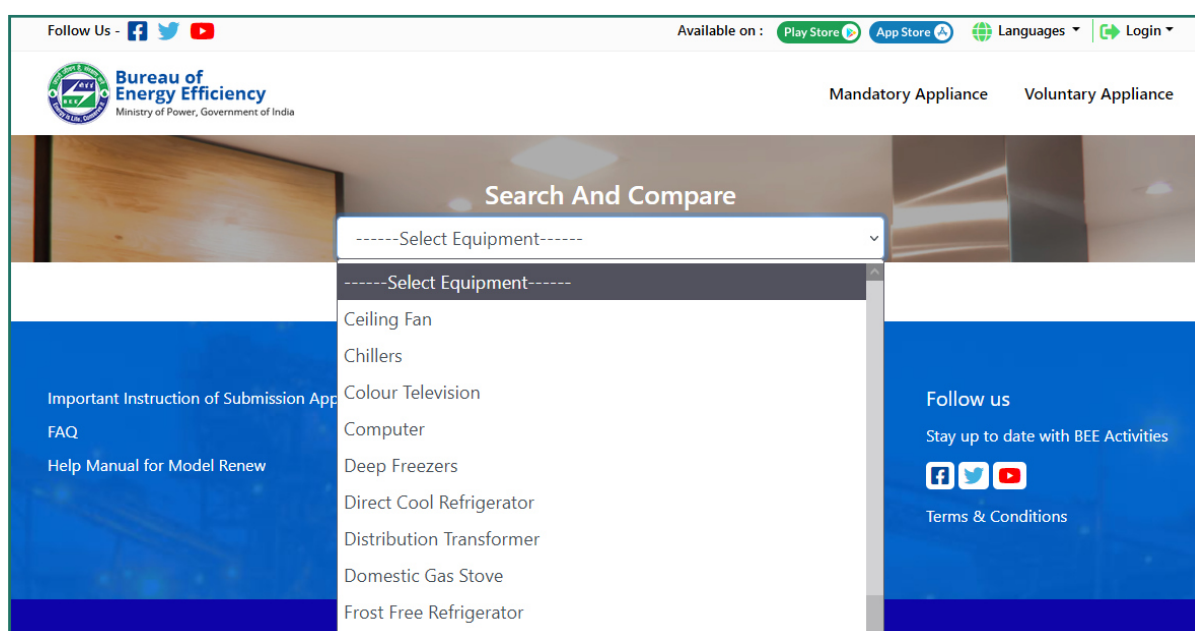 Follow Us -
Available on : Play Store App Store Languages Login
Bureau of
Energy Efficiency
Ministry of Power, Government of India
Mandatory Appliance Voluntary Appliance
Search And Compare
------Select Equipment------
------Select Equipment------
Ceiling Fan
Chillers
Colour Television
Computer
Deep Freezers
Direct Cool Refrigerator
Distribution Transformer
Domestic Gas Stove
Frost Free Refrigerator
Important Instruction of Submission App
FAQ
Help Manual for Model Renew
Follow us
Stay up to date with BEE Activities
Terms & Conditions